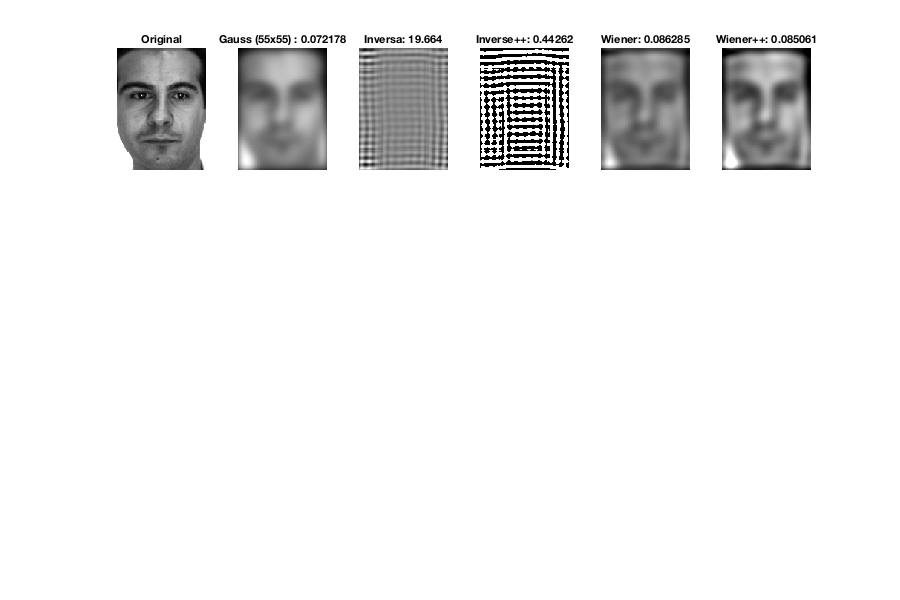 Original
Gauss (55x55) : 0.072178
Inversa: 19.664
Inverse++: 0.44262
Wiener: 0.086285
Wiener++: 0.085061